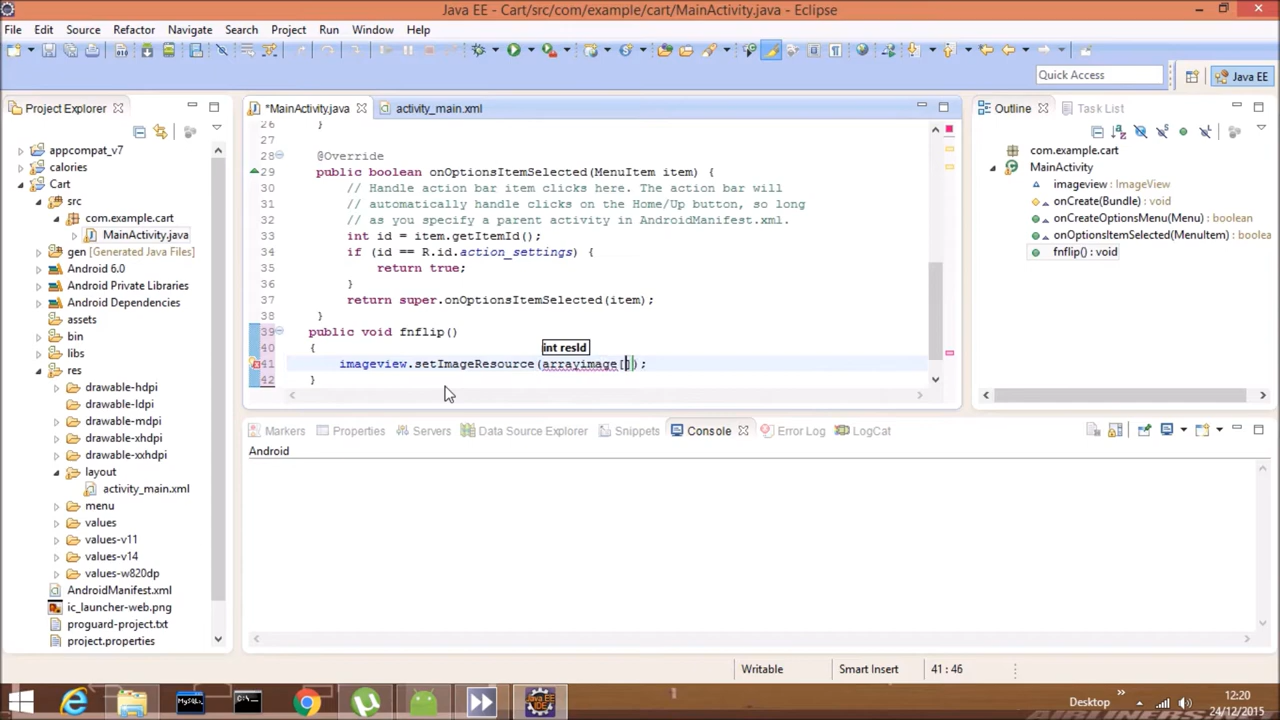 Java EE - Cart/src/com/example/cart/MainActivity.java - Eclipse
File Edit Source Refactor Navigate Search Project Run Window Help
Quick Access
Java EE
Project Explorer
*MainActivity.java
activity_main.xml
Outline
Task List
appcompat_v7
calories
Cart
src
com.example.cart
MainActivity.java
gen [Generated Java Files]
Android 6.0
Android Private Libraries
Android Dependencies
assets
bin
libs
res
drawable-hdpi
drawable-ldpi
drawable-mdpi
drawable-xhdpi
drawable-xxhdpi
layout
activity_main.xml
menu
values
values-v11
values-v14
values-w820dp
AndroidManifest.xml
ic_launcher-web.png
proguard-project.txt
project.properties
26 }
27
28 @Override
29 public boolean onOptionsItemSelected(MenuItem item) {
30 // Handle action bar item clicks here. The action bar will
31 // automatically handle clicks on the Home/Up button, so long
32 // as you specify a parent activity in AndroidManifest.xml.
33 int id = item.getItemId();
34 if (id == R.id.action_settings) {
35 return true;
36 }
37 return super.onOptionsItemSelected(item);
38 }
39 public void fnflip()
40 {
int resId
41 imageview.setImageResource(arrayimage[]);
42 }
com.example.cart
MainActivity
imageview : ImageView
onCreate(Bundle) : void
onCreateOptionsMenu(Menu) : boolean
onOptionsItemSelected(MenuItem) : boolea
fnflip() : void
Markers Properties Servers Data Source Explorer Snippets Console Error Log LogCat
Android
Writable Smart Insert 41 : 46
Desktop
12:20
24/12/2015